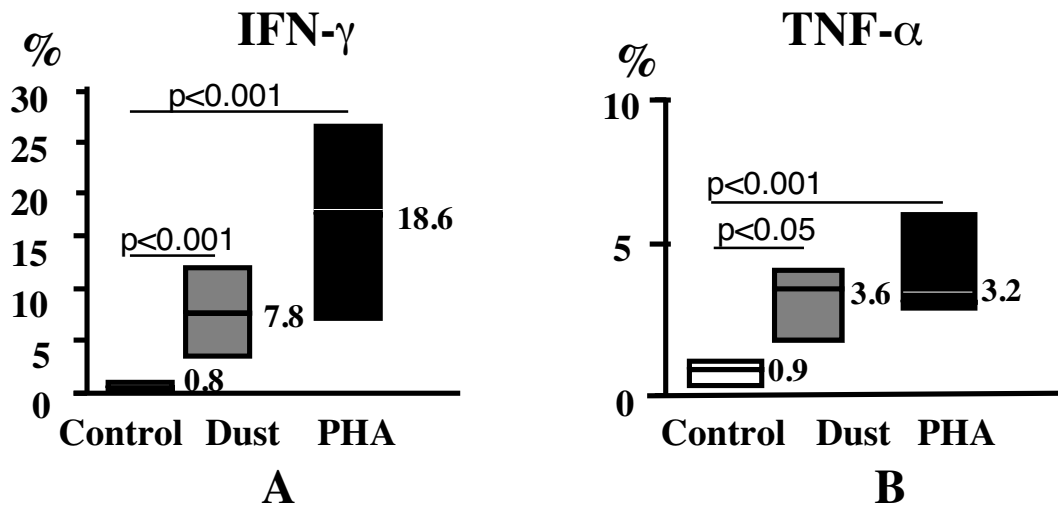 IFN-γ
%
30
25
20
15
10
5
0
p<0.001
p<0.001
0.8
7.8
18.6
Control Dust PHA
A
TNF-α
%
10
5
0
p<0.001
p<0.05
0.9
3.6
3.2
Control Dust PHA
B